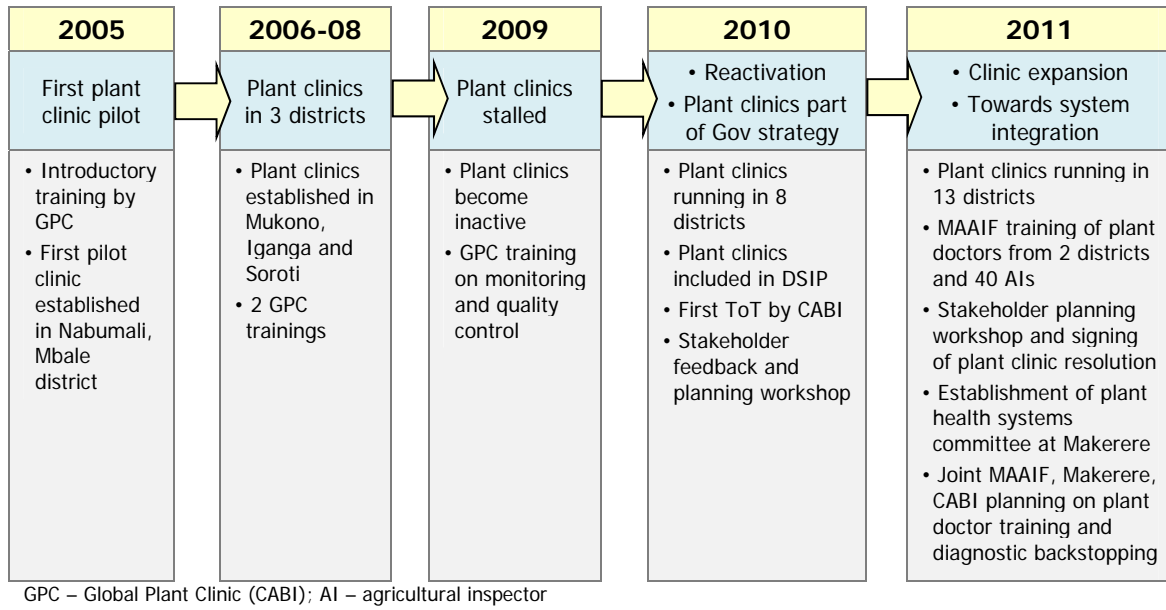 2005
First plant
clinic pilot
• Introductory
training by
GPC
• First pilot
clinic
established
in Nabumali,
Mbale
district
2006-08
Plant clinics
in 3 districts
• Plant clinics
established in
Mukono,
Iganga and
Soroti
• 2 GPC
trainings
2009
Plant clinics
stalled
• Plant clinics
become
inactive
• GPC training
on monitoring
and quality
control
2010
• Reactivation
• Plant clinics part
of Gov strategy
• Plant clinics
running in 8
districts
• Plant clinics
included in DSIP
• First ToT by CABI
• Stakeholder
feedback and
planning workshop
2011
• Clinic expansion
• Towards system
integration
• Plant clinics running in
13 districts
• MAAIF training of plant
doctors from 2 districts
and 40 AIs
• Stakeholder planning
workshop and signing
of plant clinic resolution
• Establishment of plant
health systems
committee at Makerere
• Joint MAAIF, Makerere,
CABI planning on plant
doctor training and
diagnostic backstopping
GPC – Global Plant Clinic (CABI); AI – agricultural inspector